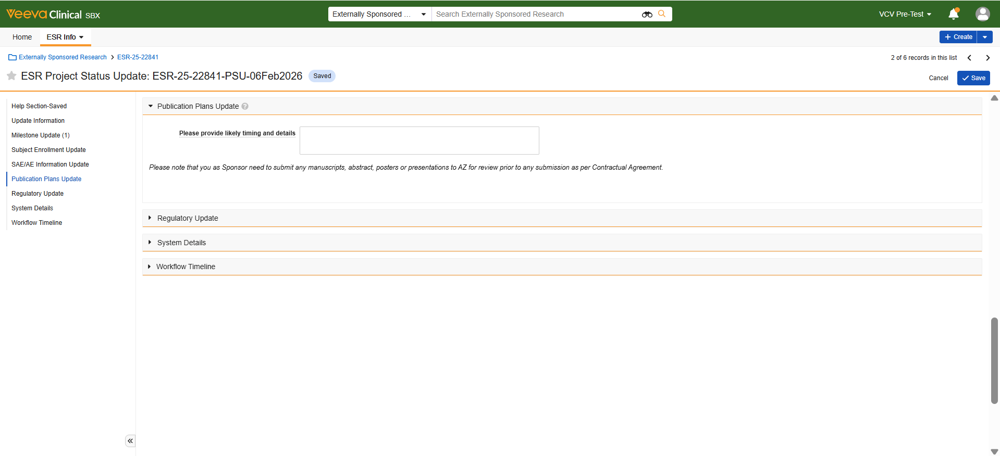 Veeva Clinical SBX
Externally Sponsored ...
Search Externally Sponsored Research
VCV Pre-Test
Home
ESR Info
+ Create
Externally Sponsored Research > ESR-25-22841
2 of 6 records in this list
ESR Project Status Update: ESR-25-22841-PSU-06Feb2026
Saved
Cancel
Save
Help Section-Saved
Update Information
Milestone Update (1)
Subject Enrollment Update
SAE/AE Information Update
Publication Plans Update
Regulatory Update
System Details
Workflow Timeline
Publication Plans Update ?
Please provide likely timing and details
Please note that you as Sponsor need to submit any manuscripts, abstract, posters or presentations to AZ for review prior to any submission as per Contractual Agreement.
Regulatory Update
System Details
Workflow Timeline